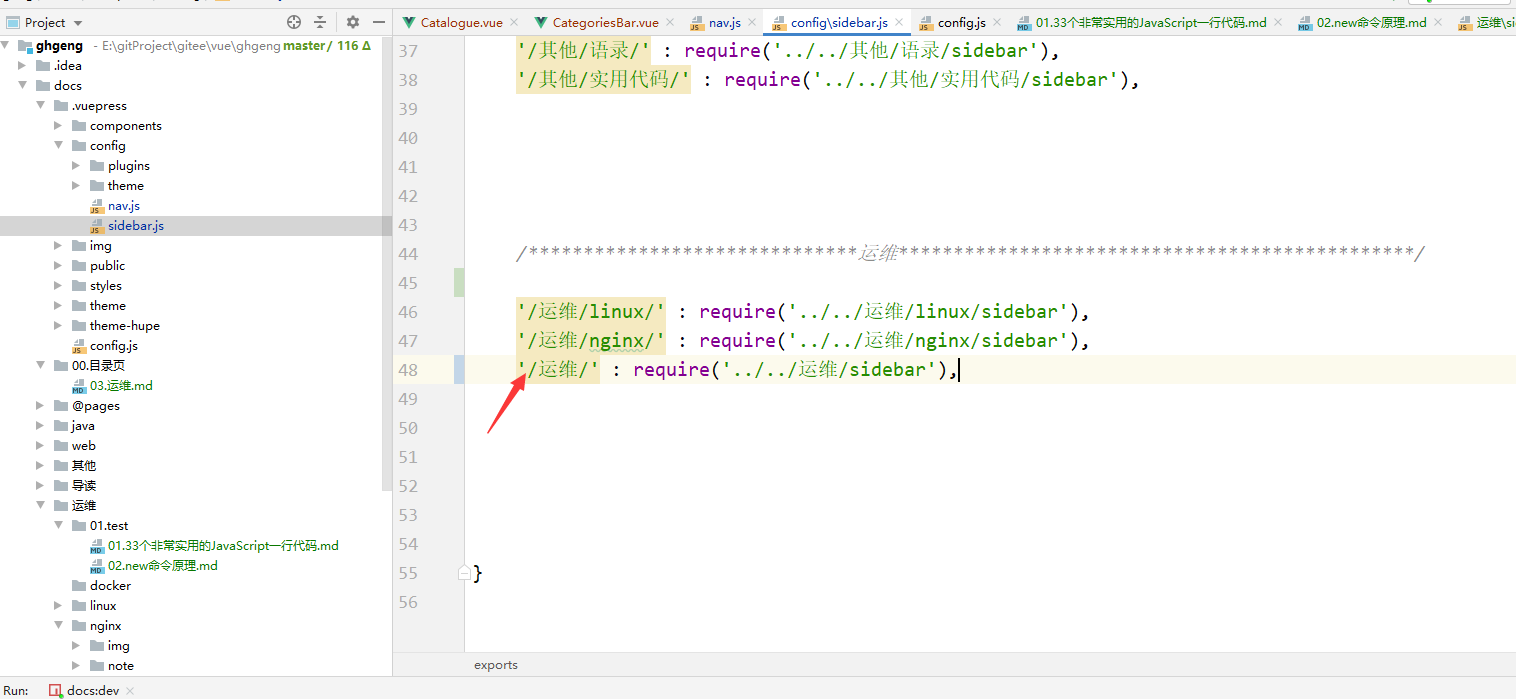 Project
Catalogue.vue
CategoriesBar.vue
nav.js
config\sidebar.js
config.js
01.33个非常实用的JavaScript一行代码.md
02.new命令原理.md
运维\si
ghgeng - E:\gitProject\gitee\vue\ghgeng master / 116 Δ
.idea
docs
.vuepress
components
config
plugins
theme
nav.js
sidebar.js
img
public
styles
theme
theme-hupe
config.js
00.目录页
03.运维.md
@pages
java
web
其他
导读
运维
01.test
01.33个非常实用的JavaScript一行代码.md
02.new命令原理.md
docker
linux
nginx
img
note
37 '/其他/语录/' : require('../../其他/语录/sidebar'),
38 '/其他/实用代码/' : require('../../其他/实用代码/sidebar'),
39
40
41
42
43
44 /******************************运维***********************************************/
45
46 '/运维/linux/' : require('../../运维/linux/sidebar'),
47 '/运维/nginx/' : require('../../运维/nginx/sidebar'),
48 '/运维/' : require('../../运维/sidebar'),
49
50
51
52
53
54
55 }
56
exports
Run: docs:dev